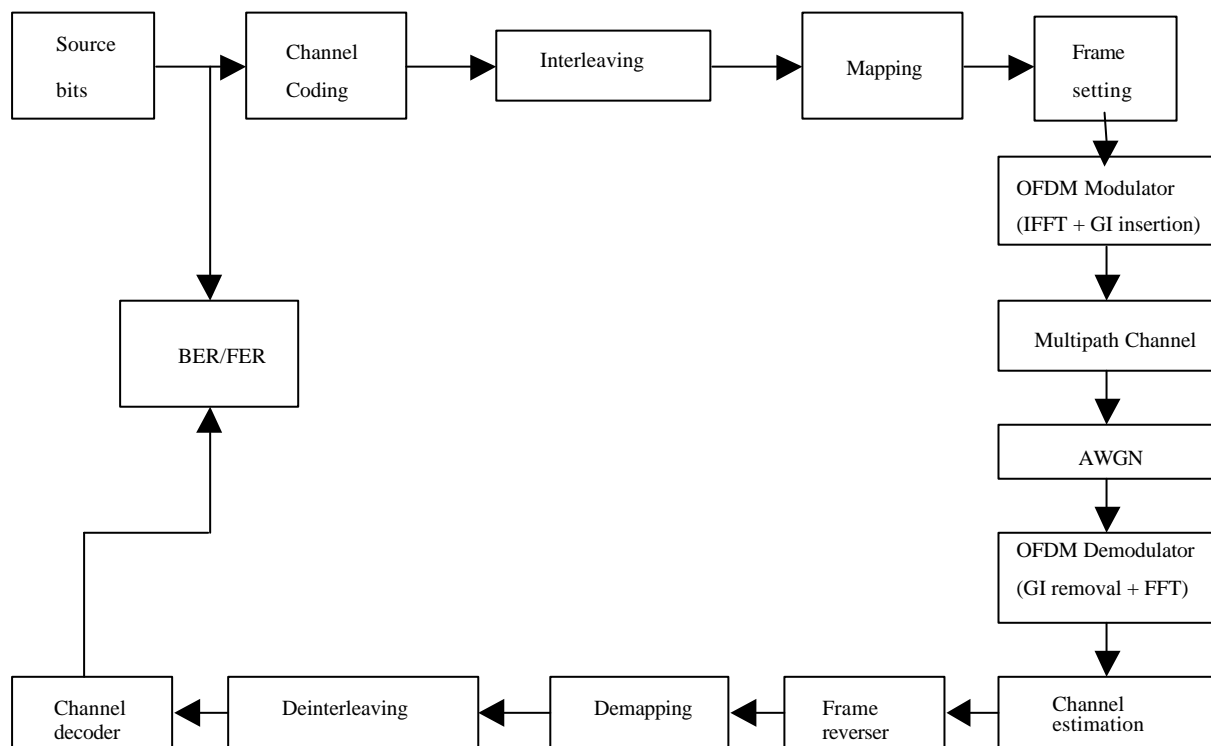 Source
bits
Channel
Coding
Interleaving
Mapping
Frame
setting
OFDM Modulator
(IFFT + GI insertion)
Multipath Channel
BER/FER
AWGN
OFDM Demodulator
(GI removal + FFT)
Channel
decoder
Deinterleaving
Demapping
Frame
reverser
Channel
estimation